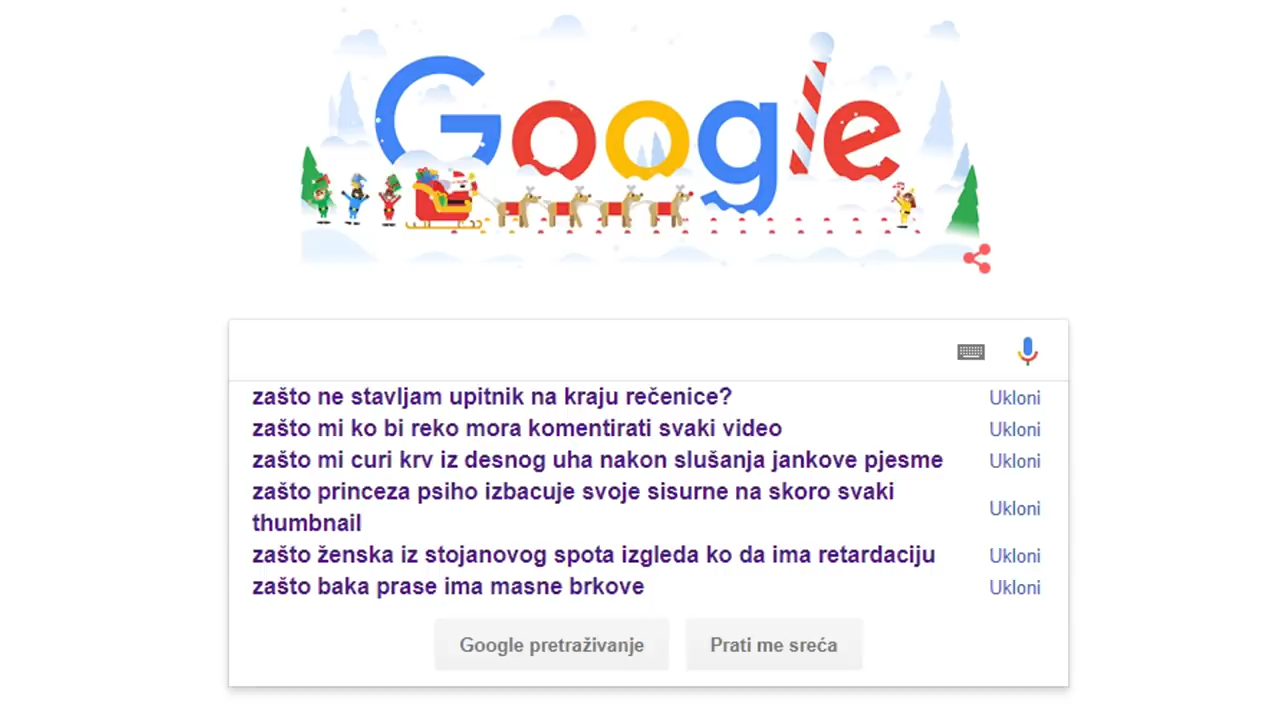 Google
zašto ne stavljam upitnik na kraju rečenice? Ukloni
zašto mi ko bi reko mora komentirati svaki video Ukloni
zašto mi curi krv iz desnog uha nakon slušanja jankove pjesme Ukloni
zašto princeza psiho izbacuje svoje sisurne na skoro svaki
thumbnail Ukloni
zašto ženska iz stojanovog spota izgleda ko da ima retardaciju Ukloni
zašto baka prase ima masne brkove Ukloni
Google pretraživanje Prati me sreća